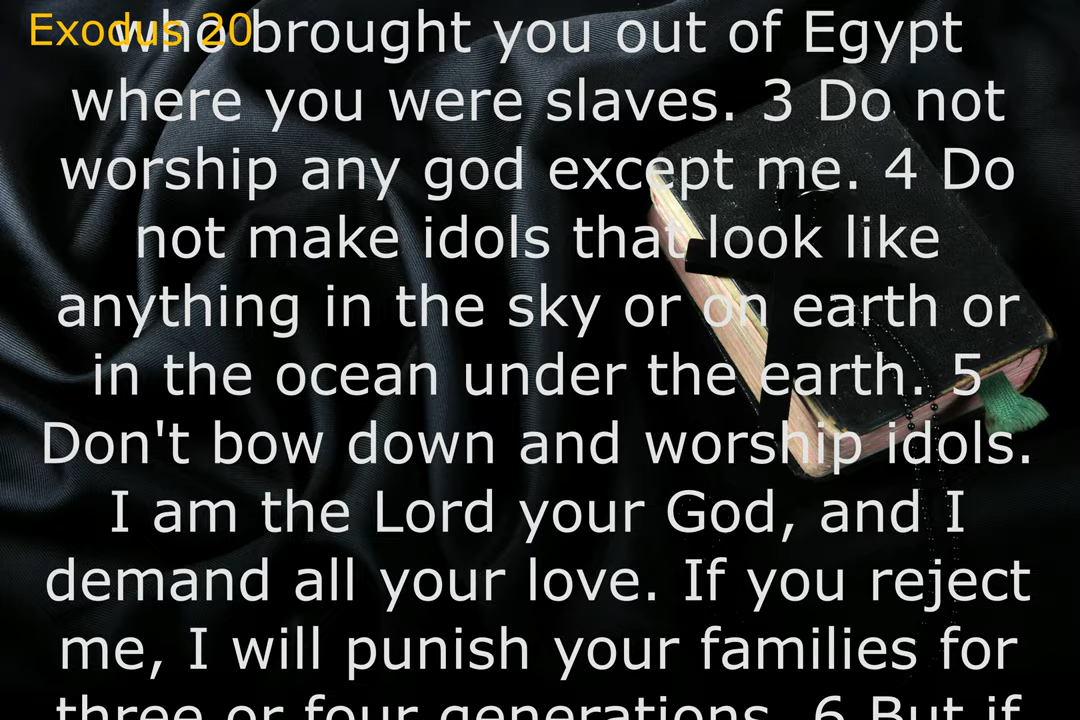 Exodus 20
who brought you out of Egypt
where you were slaves. 3 Do not
worship any god except me. 4 Do
not make idols that look like
anything in the sky or on earth or
in the ocean under the earth. 5
Don't bow down and worship idols.
I am the Lord your God, and I
demand all your love. If you reject
me, I will punish your families for
three or four generations. 6 But if